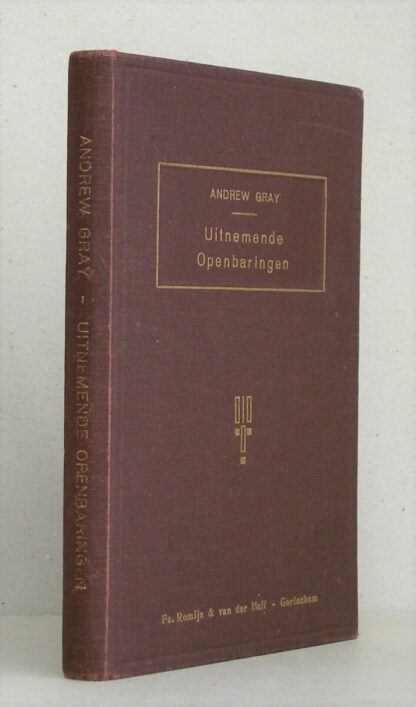 ANDREW GRAY - UITNEMENDE OPENBARINGEN
ANDREW GRAY
Uitnemende
Openbaringen
Fa. Romijn & van der Hoff - Gorinchem